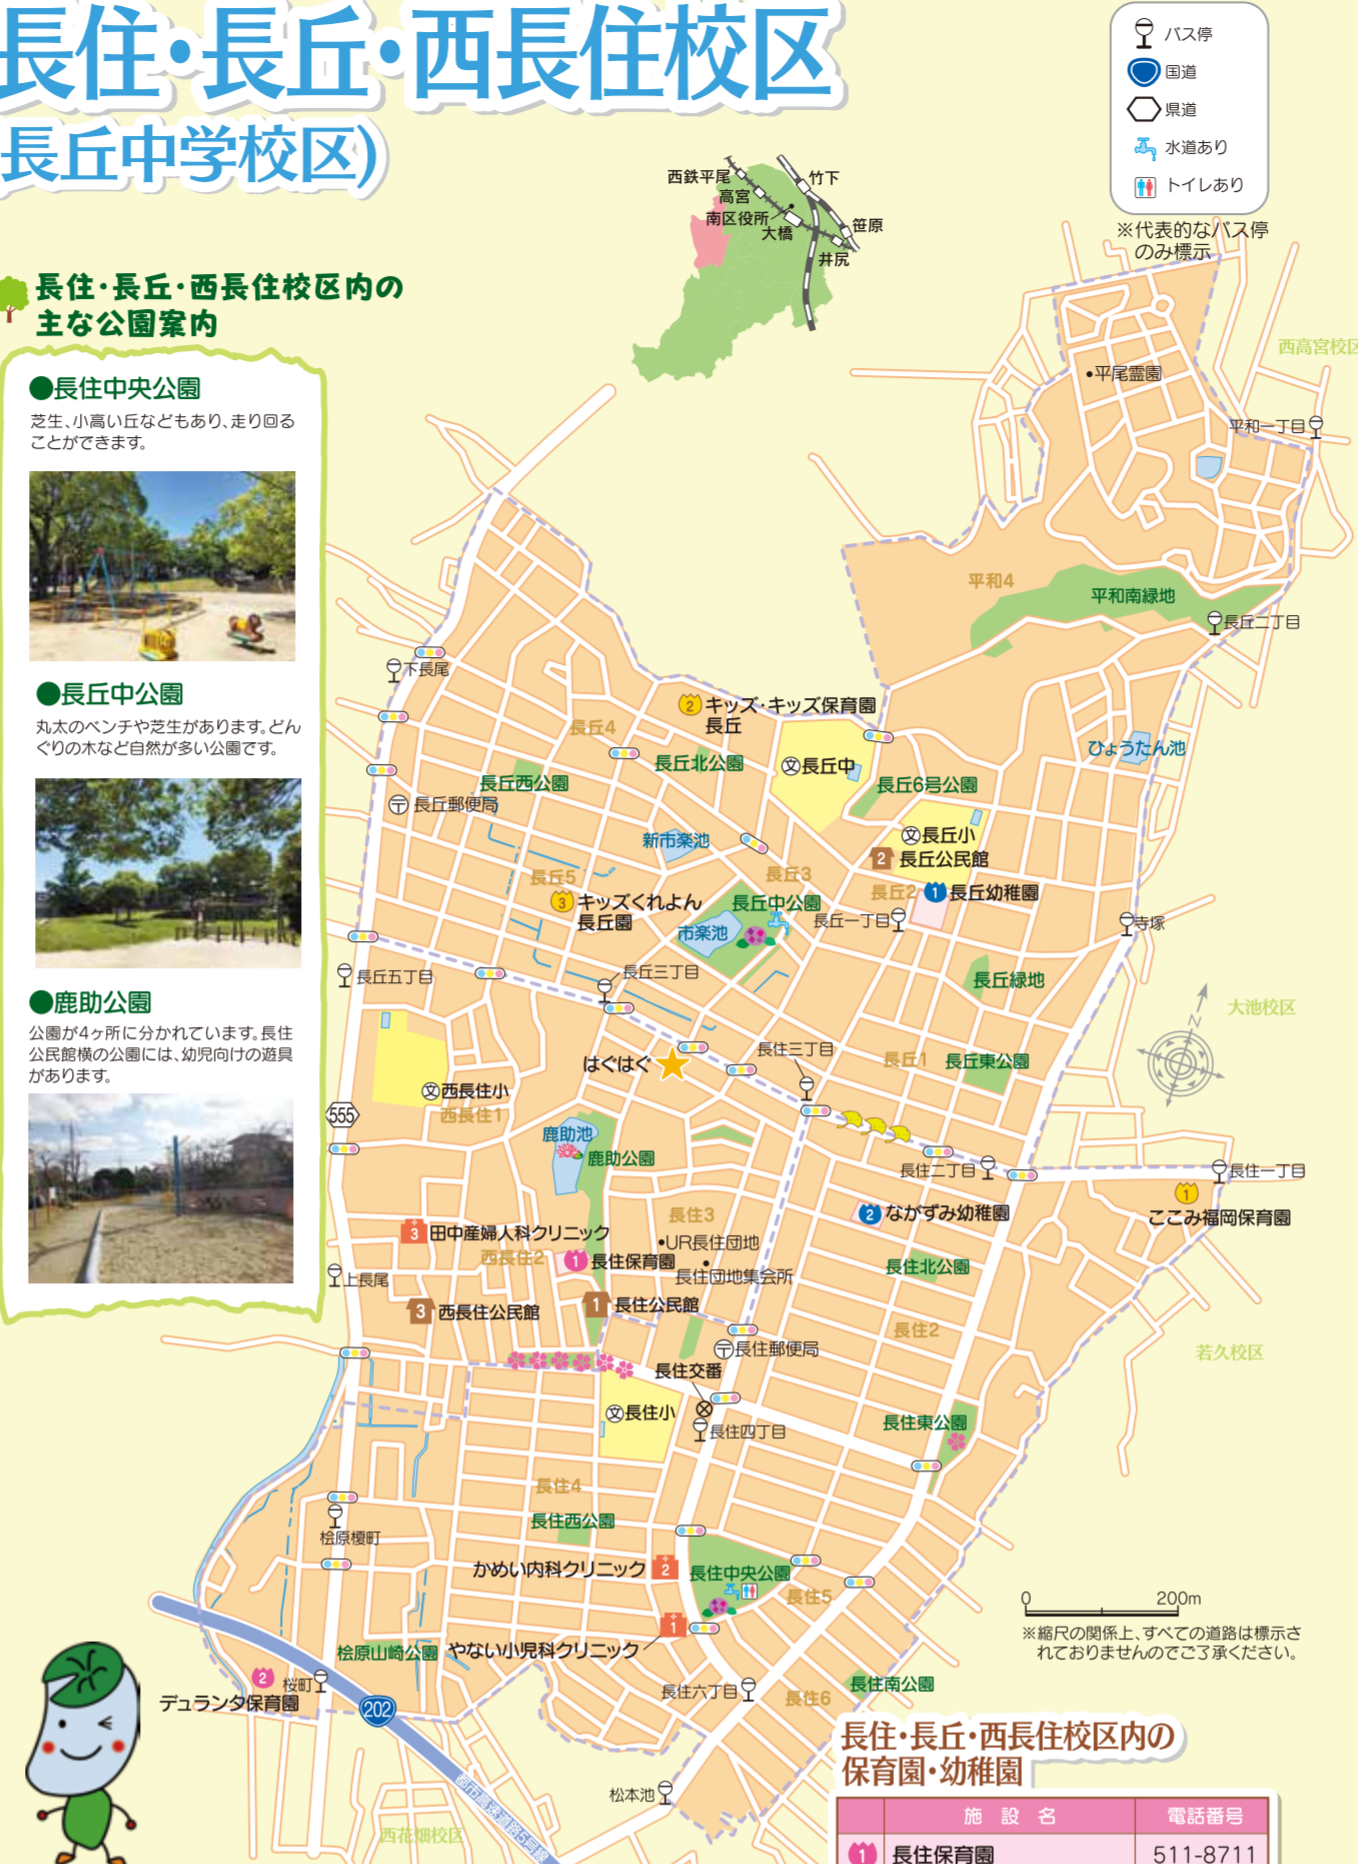 長住・長丘・西長住校区
長丘中学校区)
バス停
国道
県道
水道あり
トイレあり
※代表的なバス停
のみ標示
西鉄平尾
高宮
南区役所
大橋
竹下
笹原
井尻
長住・長丘・西長住校区内の
主な公園案内
●長住中央公園
芝生、小高い丘などもあり、走り回る
ことができます。
●長丘中公園
丸太のベンチや芝生があります。どん
ぐりの木など自然が多い公園です。
●鹿助公園
公園が4ヶ所に分かれています。長住
公民館横の公園には、幼児向けの遊具
があります。
西高宮校区
平尾霊園
平和一丁目
平和4
平和南緑地
長丘二丁目
下長尾
2 キッズ・キッズ保育園
長丘
長丘4
長丘北公園
文 長丘中
ひょうたん池
長丘西公園
長丘6号公園
〒 長丘郵便局
新市楽池
文 長丘小
2 長丘公民館
長丘3
長丘5
長丘2
1 長丘幼稚園
3 キッズくれよん
長丘園
長丘中公園
市楽池
長丘一丁目
寺塚
長丘五丁目
長丘三丁目
長丘緑地
大池校区
N
はぐはぐ
長住三丁目
長丘1
長丘東公園
文 西長住小
西長住1
555
鹿助池
鹿助公園
長住二丁目
長住一丁目
1
ここみ福岡保育園
長住3
2 ながずみ幼稚園
3 田中産婦人科クリニック
西長住2
1 長住保育園
・UR長住団地
長住団地集会所
長住北公園
上長尾
3 西長住公民館
1 長住公民館
長住2
〒長住郵便局
若久校区
長住交番
文 長住小
長住四丁目
長住東公園
長住4
長住西公園
桧原榎町
かめい内科クリニック 2
長住中央公園
長住5
0 200m
※縮尺の関係上、すべての道路は標示さ
れておりませんのでご了承ください。
桧原山崎公園
やない小児科クリニック 1
2 桜町
デュランタ保育園
202
長住六丁目
長住6
長住南公園
松本池
都市高速道路5号線
西花畑校区
長住・長丘・西長住校区内の
保育園・幼稚園
施設名 電話番号
1 長住保育園 511-8711